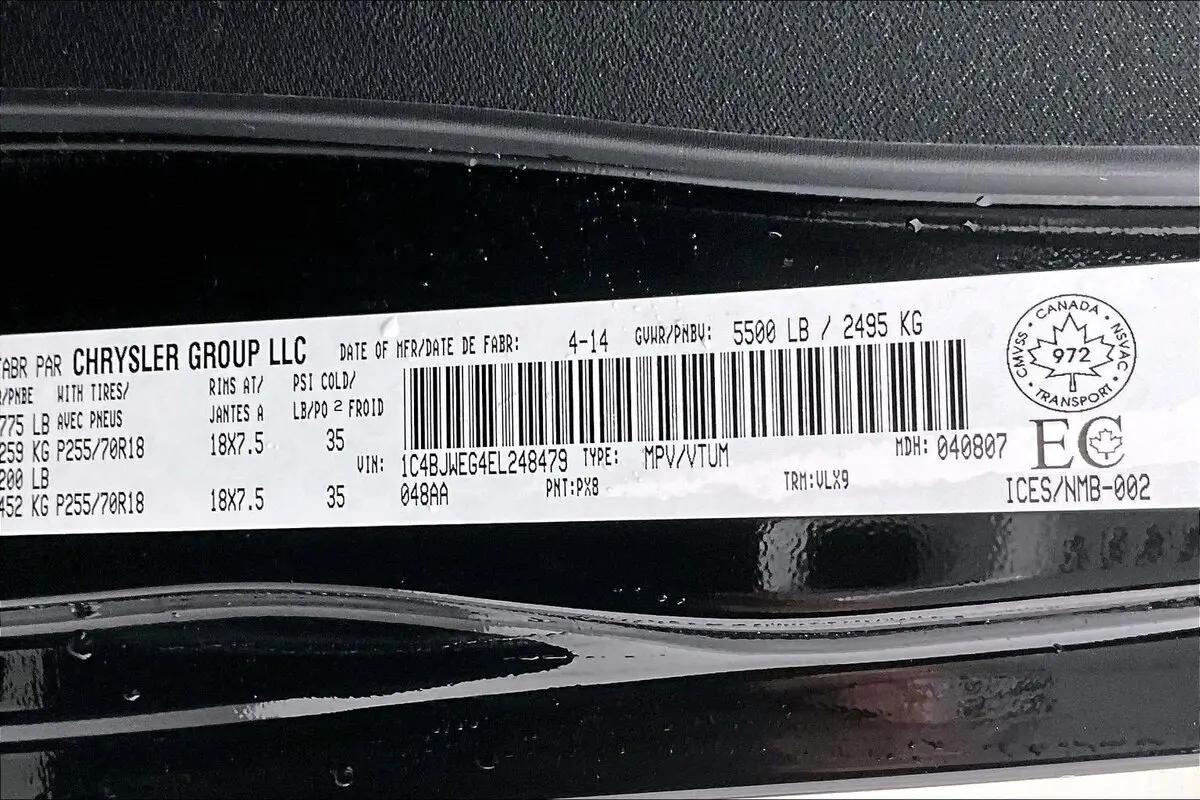 FABR PAR CHRYSLER GROUP LLC DATE OF MFR/DATE DE FABR: 4-14 GVWR/PNBV: 5500 LB / 2495 KG
/PNBE WITH TIRES/ RIMS AT/ PSI COLD/
775 LB AVEC PNEUS JANTES A LB/PO 2 FROID
259 KG P255/70R18 18X7.5 35
200 LB
452 KG P255/70R18 18X7.5 35
VIN: 1C4BJWEG4EL248479 TYPE: MPV/VTUM MDH: 040807
048AA PNT:PX8 TRM:VLX9
CMVSS • CANADA • NSVAC • TRANSPORT •
972
EC
ICES/NMB-002